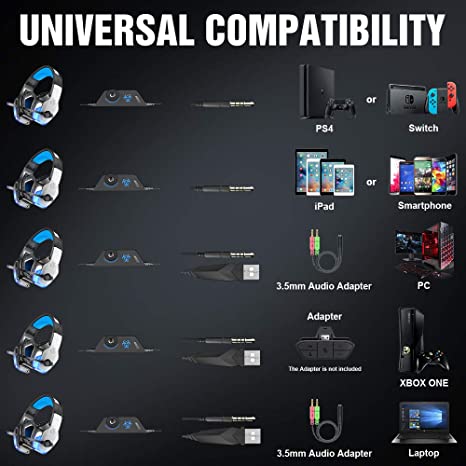 UNIVERSAL COMPATIBILITY
PS4
or
Switch
iPad
or
Smartphone
3.5mm Audio Adapter
PC
Adapter
The Adapter is not included
XBOX ONE
3.5mm Audio Adapter
Laptop